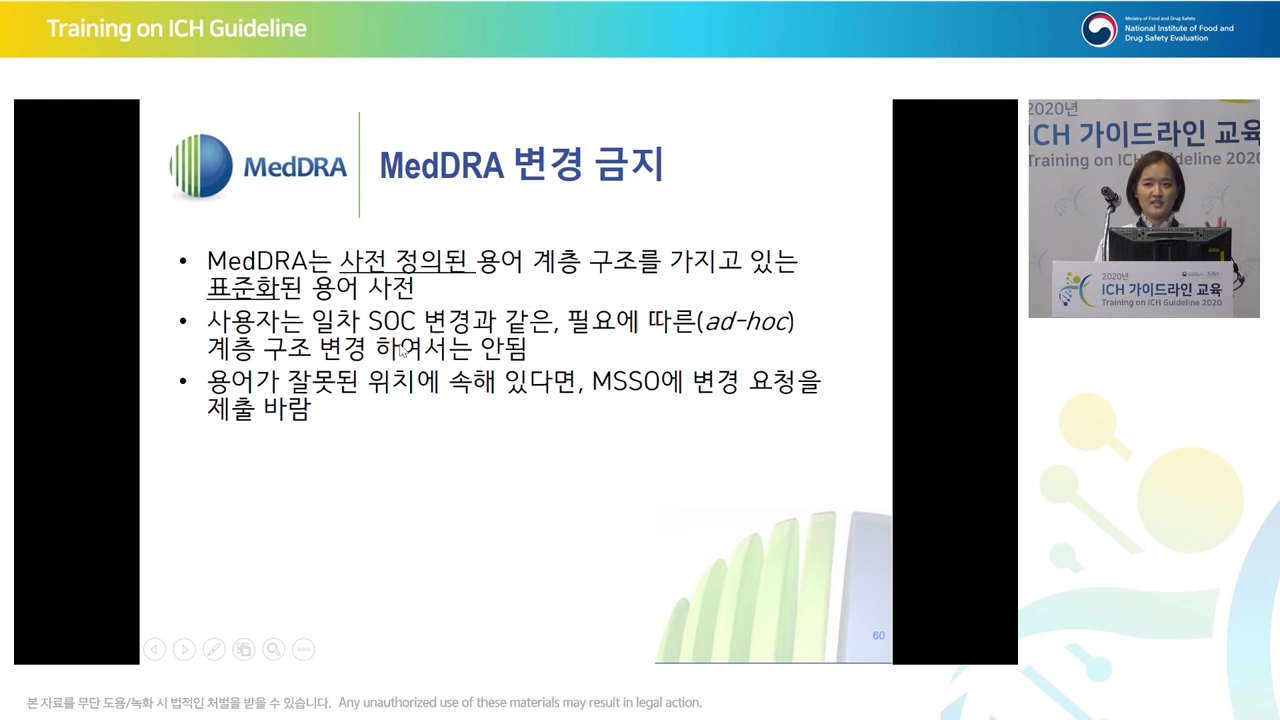 Training on ICH Guideline
Ministry of Food and Drug Safety
National Institute of Food and
Drug Safety Evaluation
MedDRA
MedDRA 변경 금지
• MedDRA는 사전 정의된 용어 계층 구조를 가지고 있는
표준화된 용어 사전
• 사용자는 일차 SOC 변경과 같은, 필요에 따른(ad-hoc)
계층 구조 변경 하여서는 안됨
• 용어가 잘못된 위치에 속해 있다면, MSSO에 변경 요청을
제출 바람
60
2020년
ICH 가이드라인 교육
Training on ICH Guideline 2020
2020년
ICH 가이드라인 교육
Training on ICH Guideline 2020
본 자료를 무단 도용/녹화 시 법적인 처벌을 받을 수 있습니다. Any unauthorized use of these materials may result in legal action.